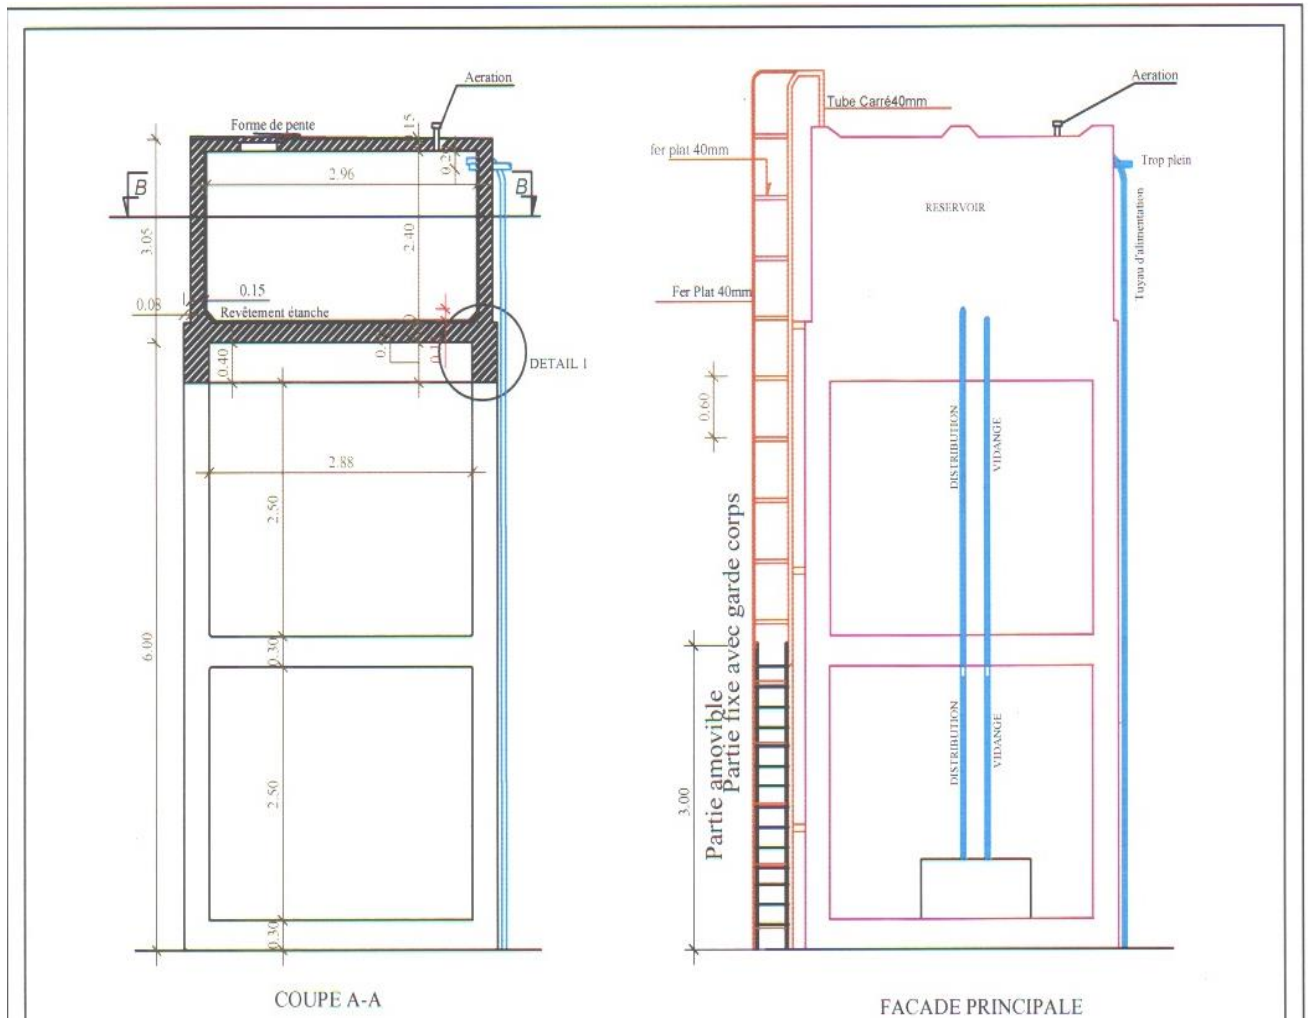 Aeration
Forme de pente
.15
0.2
2.96
B
B
3.05
2.40
0.15
0.08
Revêtement étanche
0.40
DETAIL 1
2.88
2.50
6.00
0.30
2.50
0.30
COUPE A-A
Aeration
Tube Carré40mm
fer plat 40mm
Trop plein
RESERVOIR
Tuyau d'alimentation
Fer Plat 40mm
0.60
DISTRIBUTION
VIDANGE
Partie fixe avec garde corps
Partie amovible
3.00
DISTRIBUTION
VIDANGE
FACADE PRINCIPALE